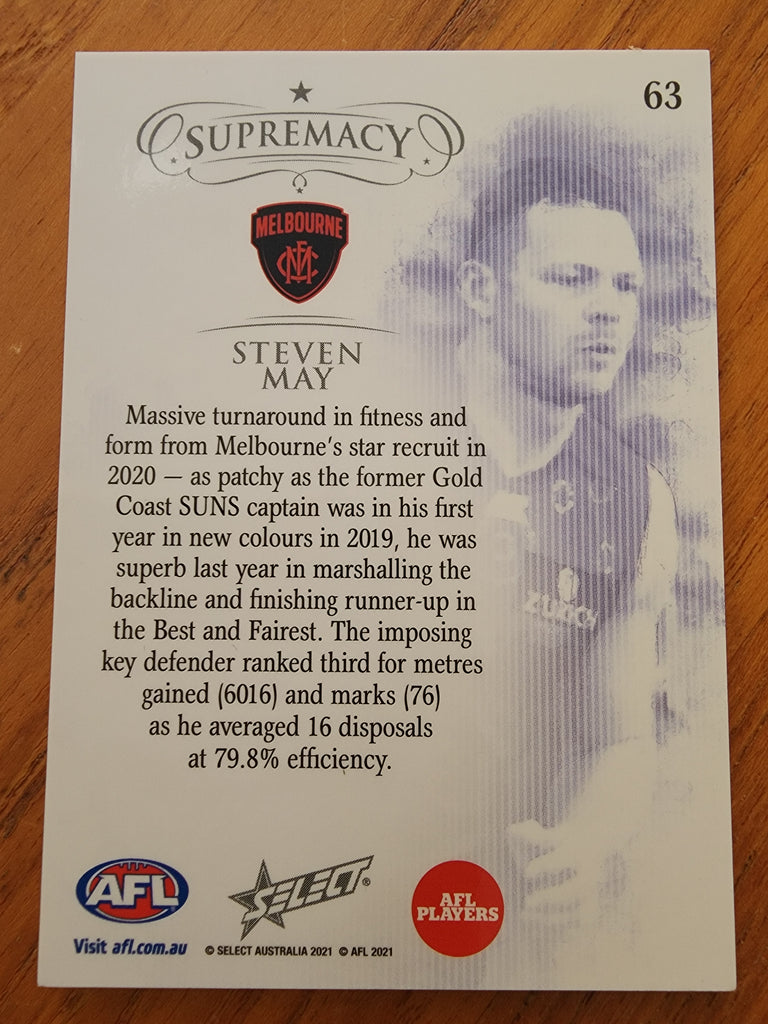 63
SUPREMACY
MELBOURNE
STEVEN
MAY
Massive turnaround in fitness and
form from Melbourne's star recruit in
2020 — as patchy as the former Gold
Coast SUNS captain was in his first
year in new colours in 2019, he was
superb last year in marshalling the
backline and finishing runner-up in
the Best and Fairest. The imposing
key defender ranked third for metres
gained (6016) and marks (76)
as he averaged 16 disposals
at 79.8% efficiency.
AFL
Visit afl.com.au
SELECT®
© SELECT AUSTRALIA 2021 © AFL 2021
AFL
PLAYERS